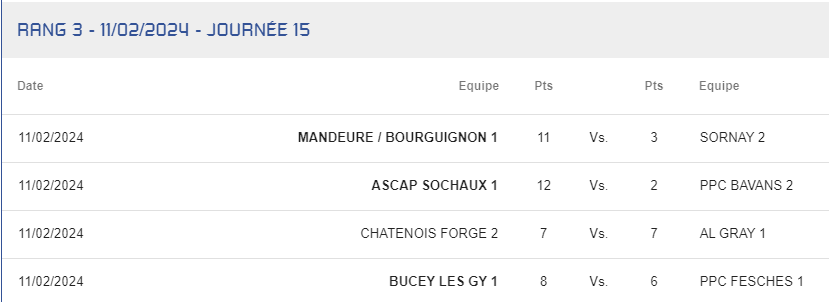 RANG 3 - 11/02/2024 - JOURNÉE 15
Date Equipe Pts Pts Equipe
11/02/2024 MANDEURE / BOURGUIGNON 1 11 Vs. 3 SORNAY 2
11/02/2024 ASCAP SOCHAUX 1 12 Vs. 2 PPC BAVANS 2
11/02/2024 CHATENOIS FORGE 2 7 Vs. 7 AL GRAY 1
11/02/2024 BUCEY LES GY 1 8 Vs. 6 PPC FESCHES 1